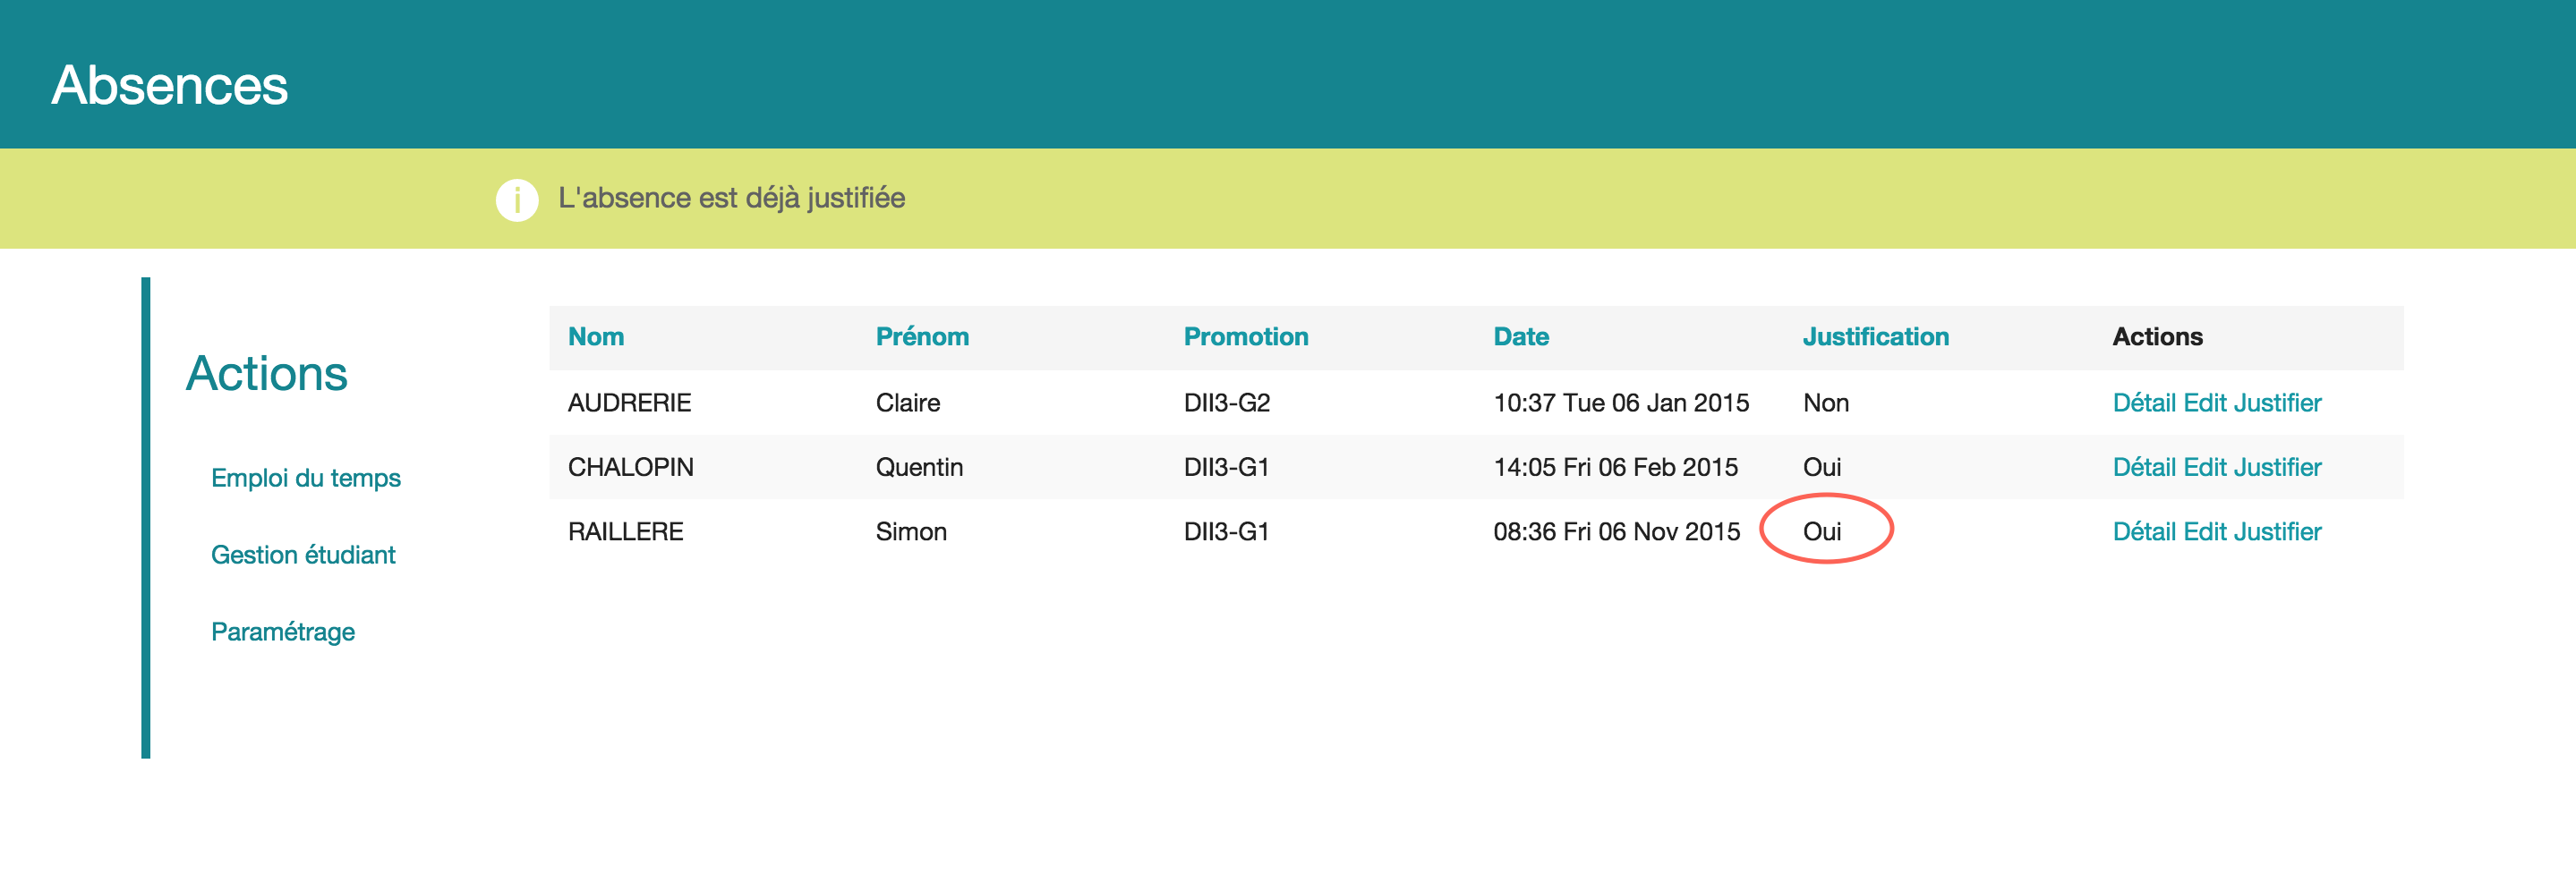 Absences
i L'absence est déjà justifiée
Actions
Emploi du temps
Gestion étudiant
Paramétrage
Nom Prénom Promotion Date Justification Actions
AUDRERIE Claire DII3-G2 10:37 Tue 06 Jan 2015 Non Détail Edit Justifier
CHALOPIN Quentin DII3-G1 14:05 Fri 06 Feb 2015 Oui Détail Edit Justifier
RAILLERE Simon DII3-G1 08:36 Fri 06 Nov 2015 Oui Détail Edit Justifier